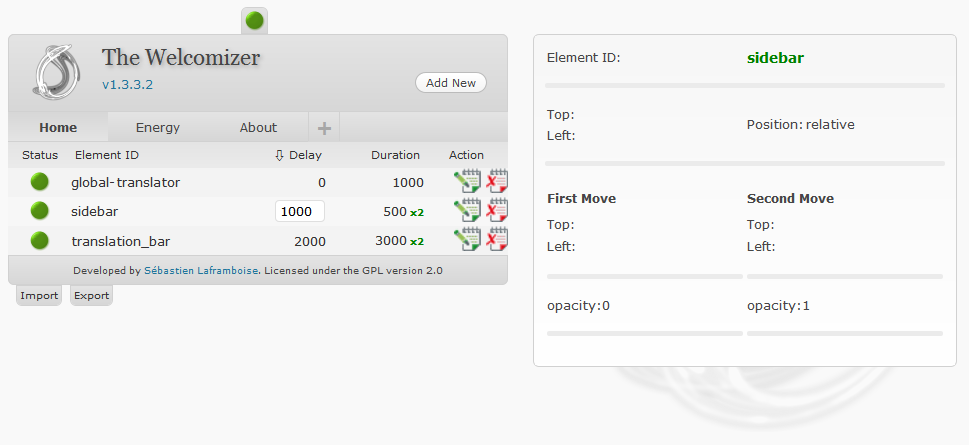 The Welcomizer
v1.3.3.2
Add New
Home Energy About +
Status Element ID ⇩ Delay Duration Action
global-translator 0 1000
sidebar 1000 500 x2
translation_bar 2000 3000 x2
Developed by Sébastien Laframboise. Licensed under the GPL version 2.0
Import Export
Element ID: sidebar
Top:
Left:
Position: relative
First Move Second Move
Top: Top:
Left: Left:
opacity:0 opacity:1